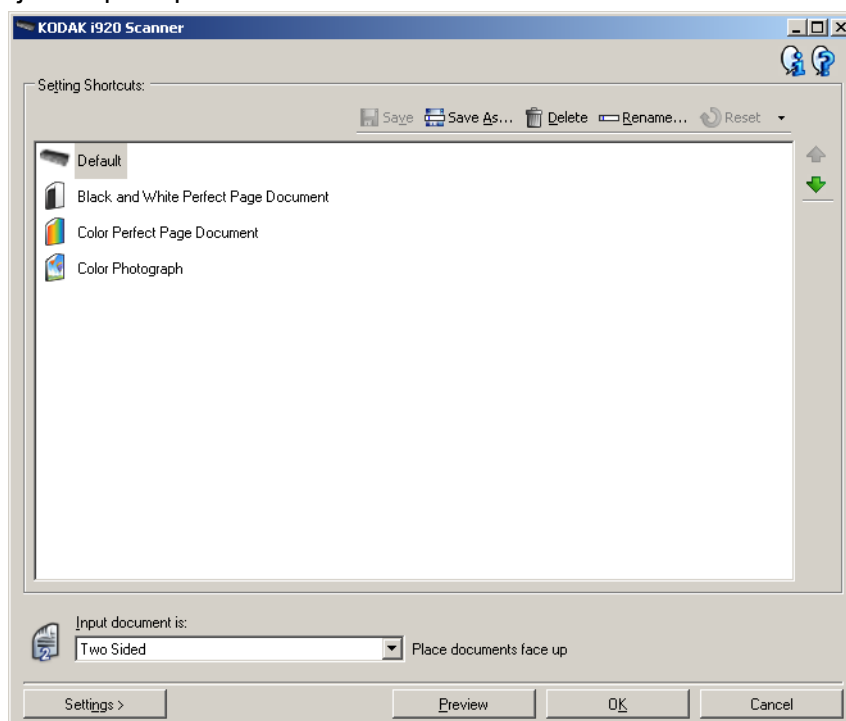 KODAK i920 Scanner
Setting Shortcuts:
Save Save As... Delete Rename... Reset
Default
Black and White Perfect Page Document
Color Perfect Page Document
Color Photograph
Input document is:
2 Two Sided Place documents face up
Settings > Preview OK Cancel